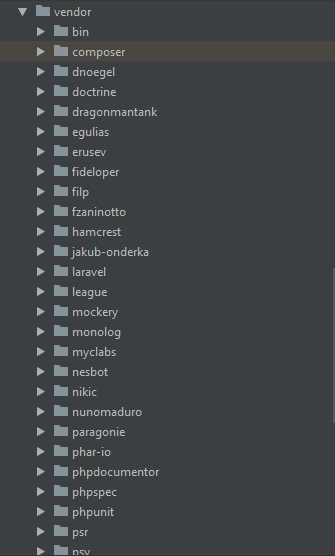 vendor
bin
composer
dnoegel
doctrine
dragonmantank
egulias
erusev
fideloper
filp
fzaninotto
hamcrest
jakub-onderka
laravel
league
mockery
monolog
myclabs
nesbot
nikic
nunomaduro
paragonie
phar-io
phpdocumentor
phpspec
phpunit
psr
psy